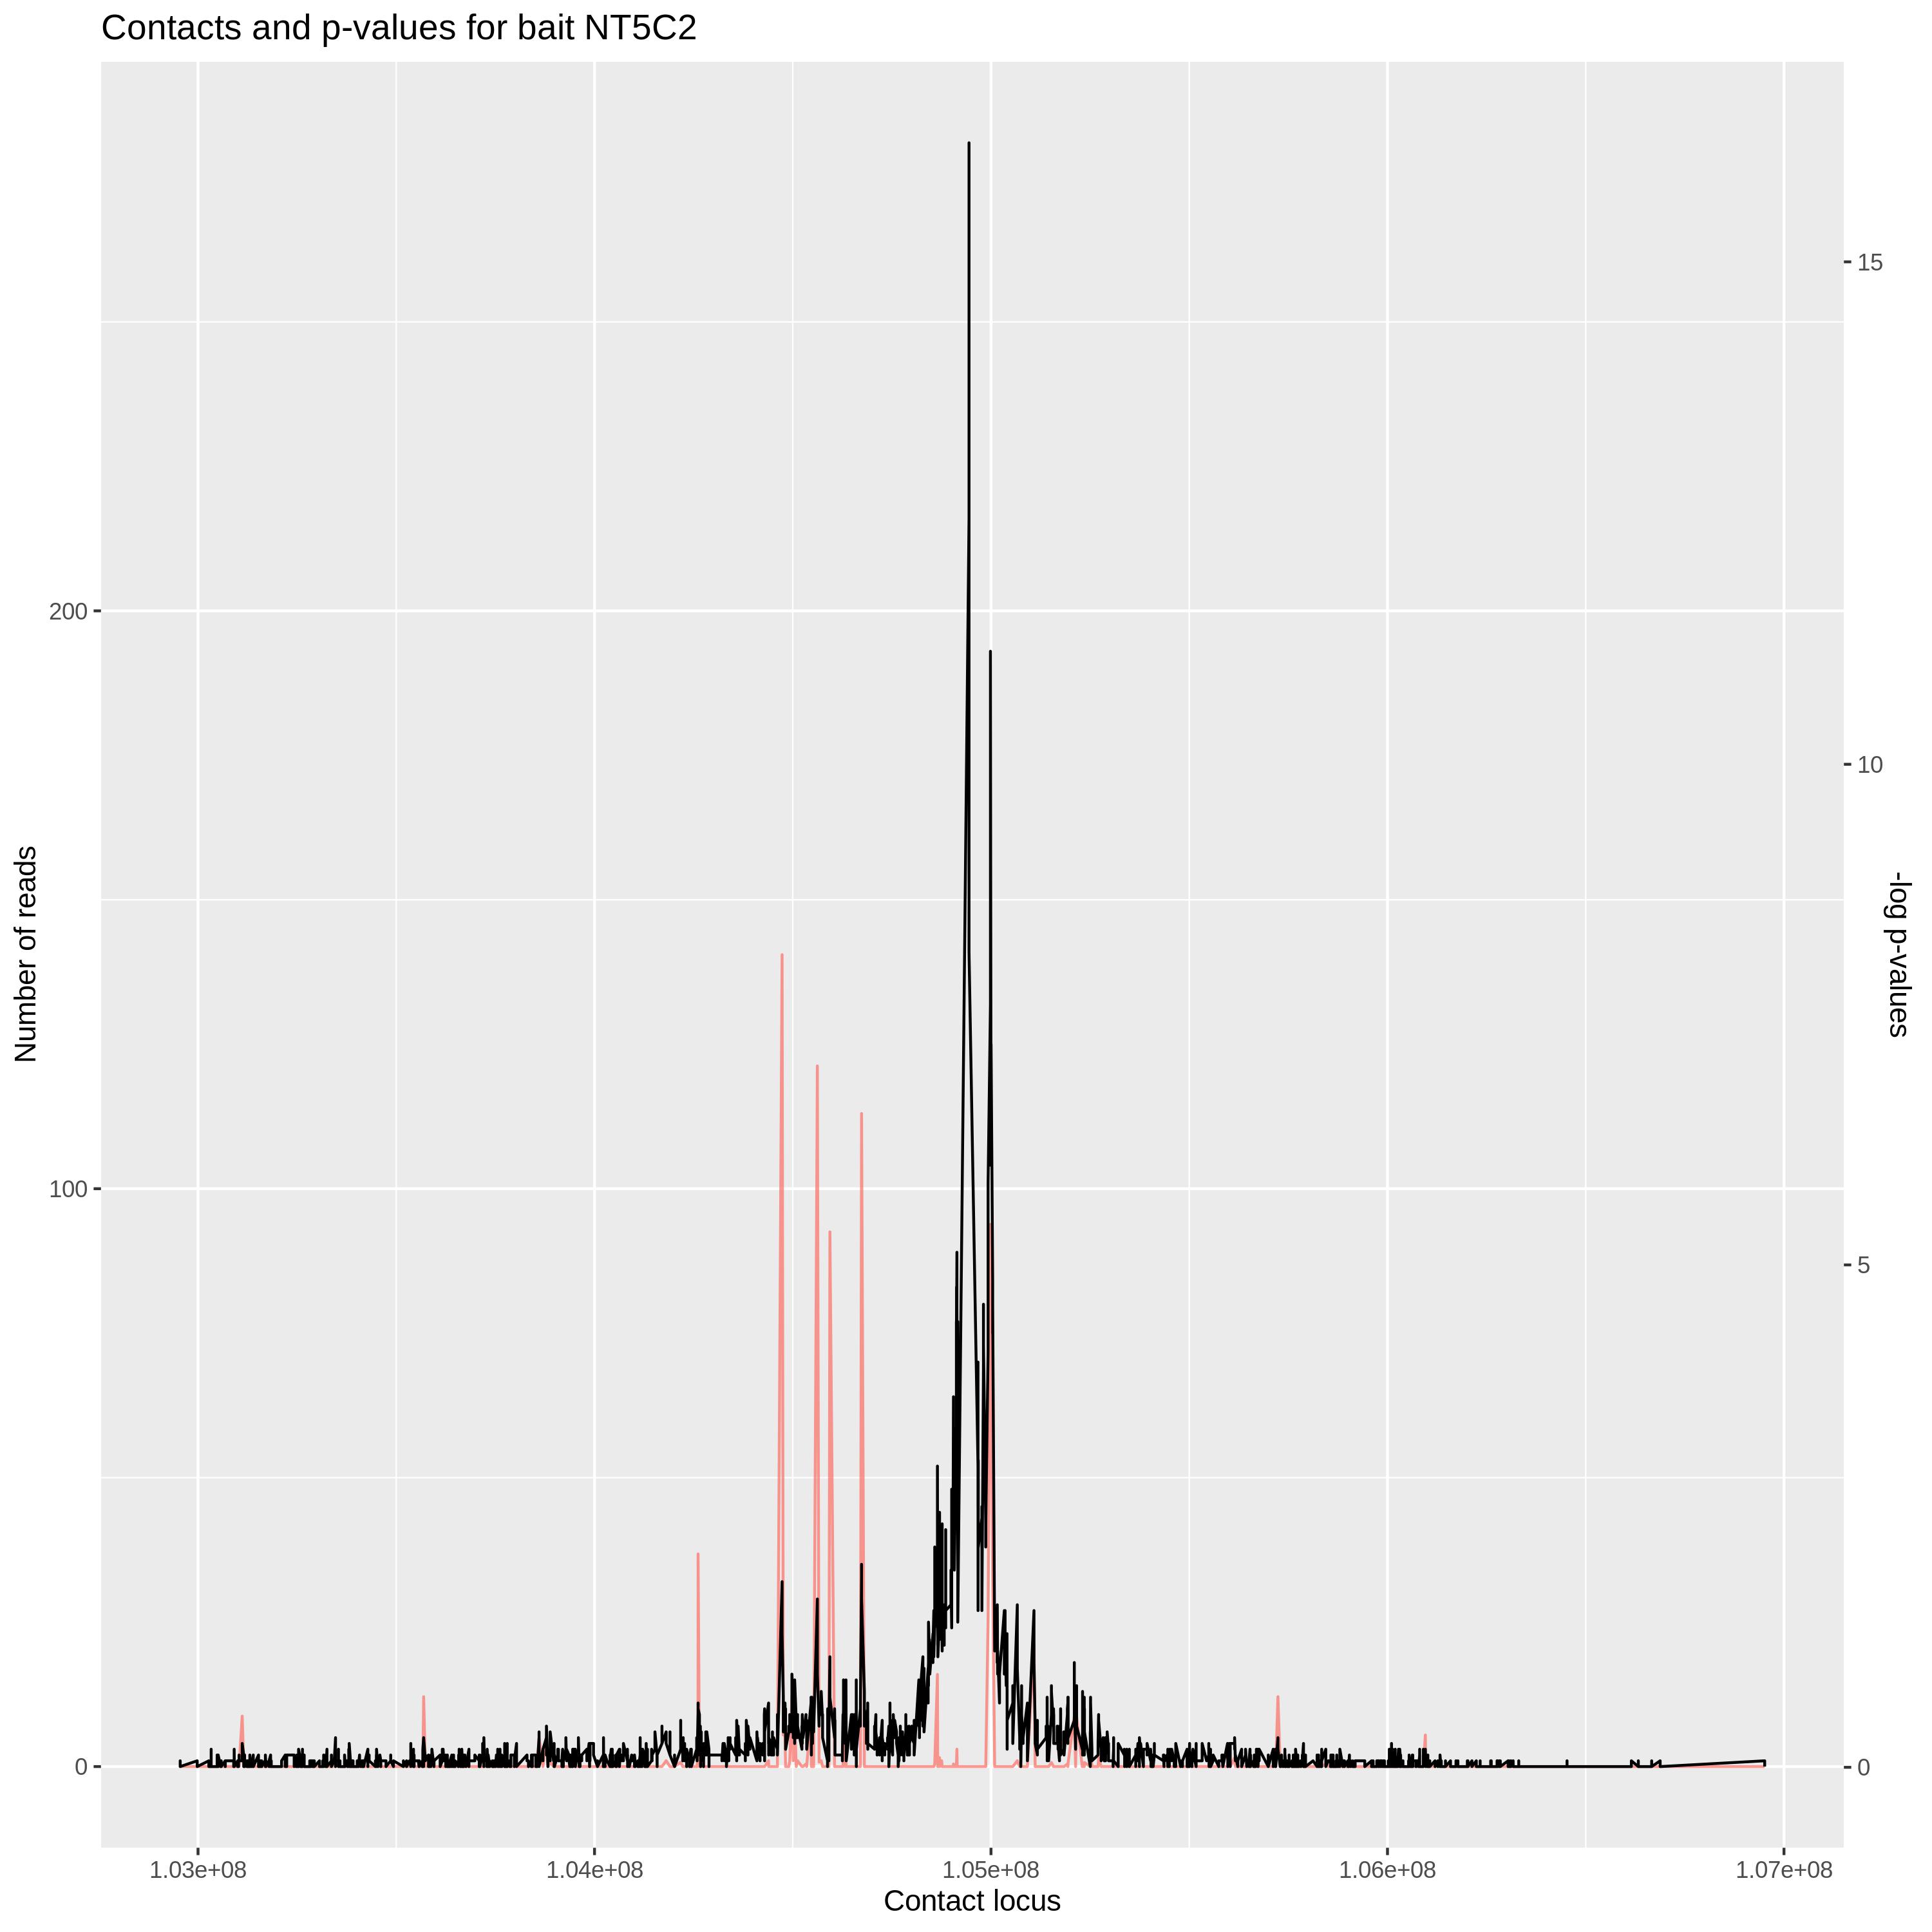 Contacts and p-values for bait NT5C2
Number of reads
200
100
0
15
10
5
0
-log p-values
1.03e+08 1.04e+08 1.05e+08 1.06e+08 1.07e+08
Contact locus